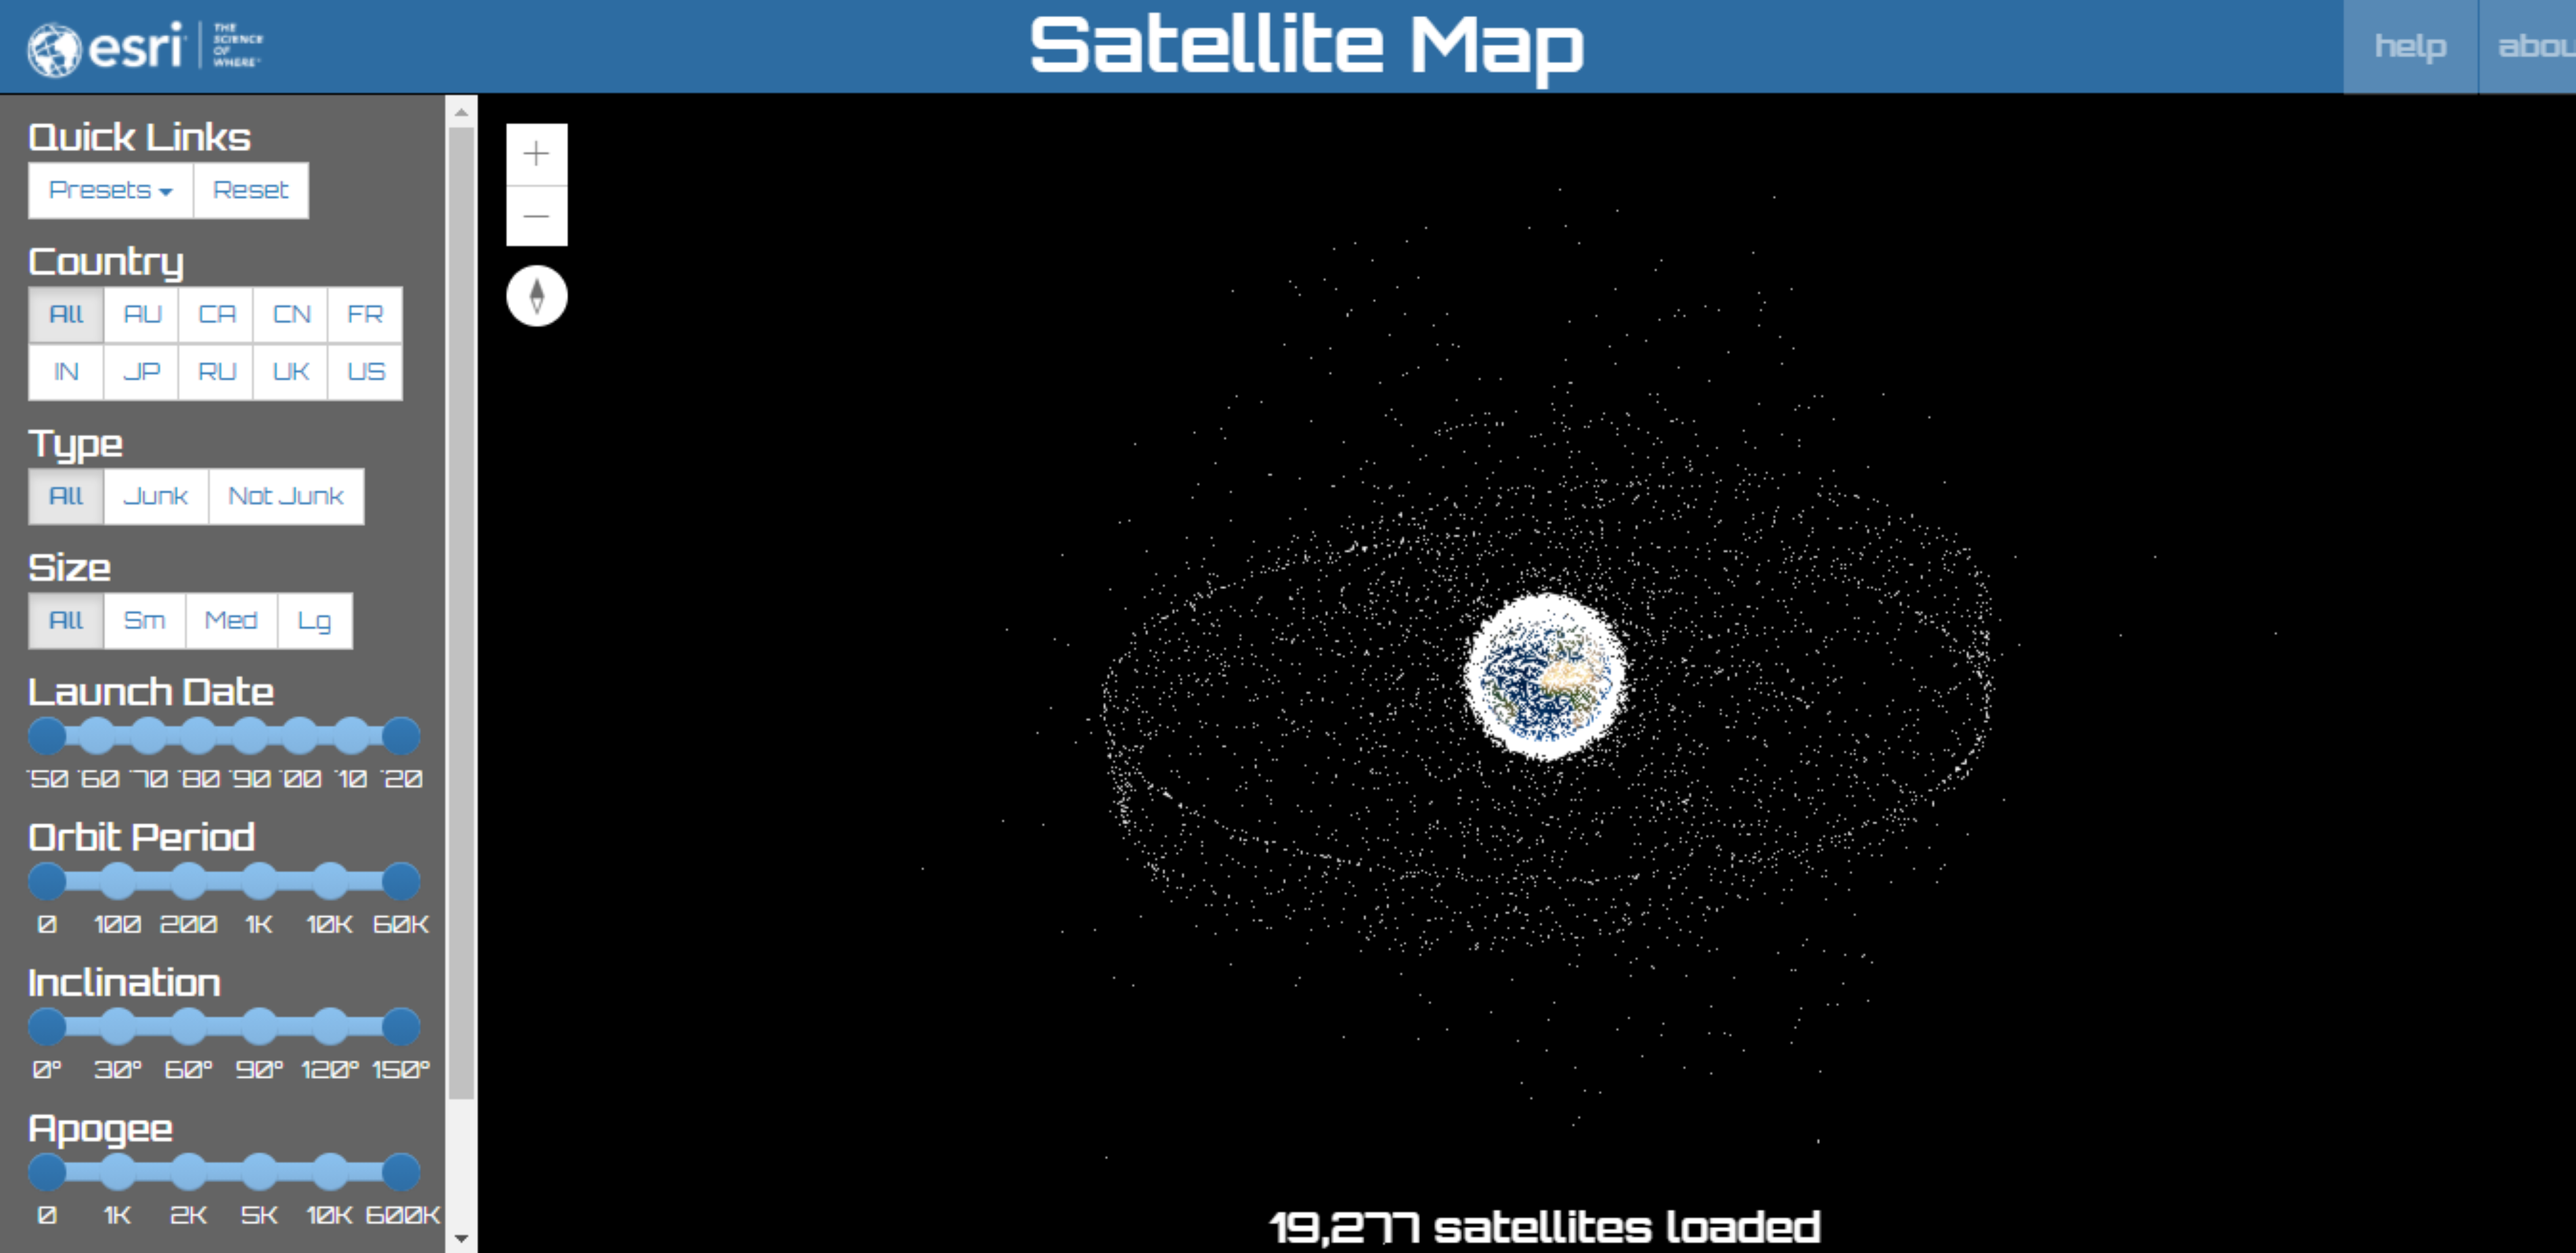 esri
THE
SCIENCE
OF
WHERE
Satellite Map
help
abou
Quick Links
Presets Reset
Country
All AU CA CN FR
IN JP RU UK US
Type
All Junk Not Junk
Size
All Sm Med Lg
Launch Date
'50 '60 '70 '80 '90 '00 '10 '20
Orbit Period
0 100 200 1K 10K 60K
Inclination
0° 30° 60° 90° 120° 150°
Apogee
0 1K 2K 5K 10K 600K
19,277 satellites loaded